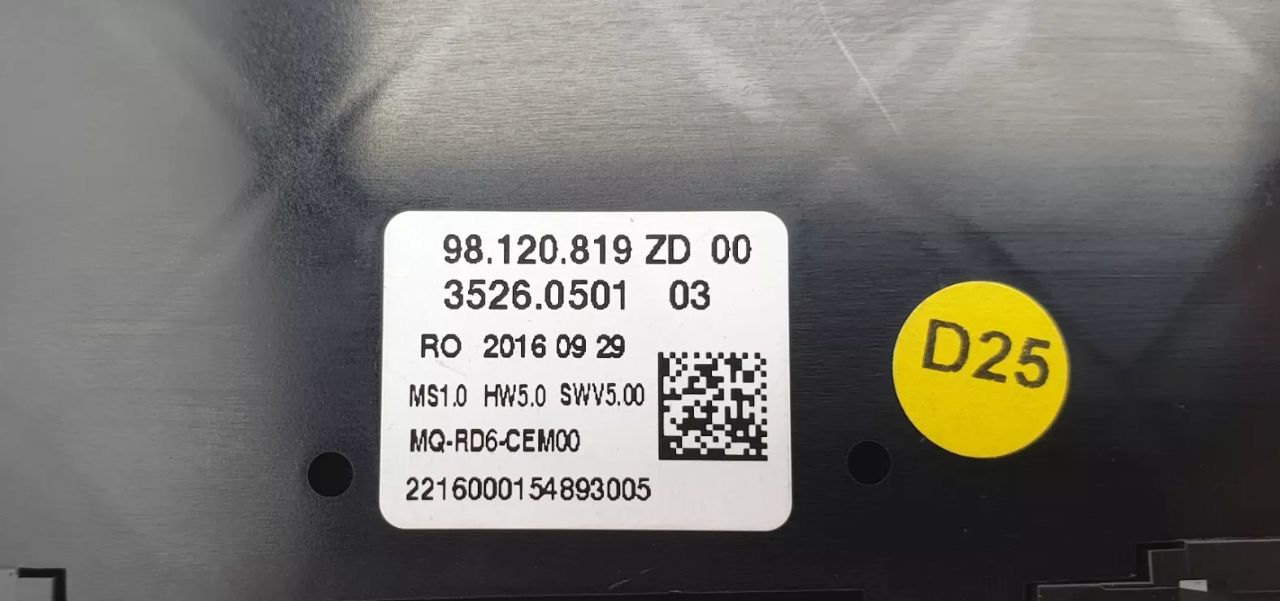 98.120.819 ZD 00
3526.0501 03
RO 2016 09 29
MS1.0 HW5.0 SWV5.00
MQ-RD6-CEM00
2216000154893005
D25